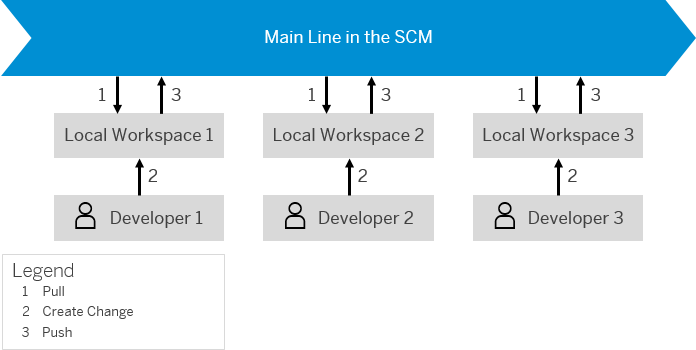 Main Line in the SCM
1 3 1 3 1 3
Local Workspace 1 Local Workspace 2 Local Workspace 3
2 2 2
Developer 1 Developer 2 Developer 3
Legend
1 Pull
2 Create Change
3 Push